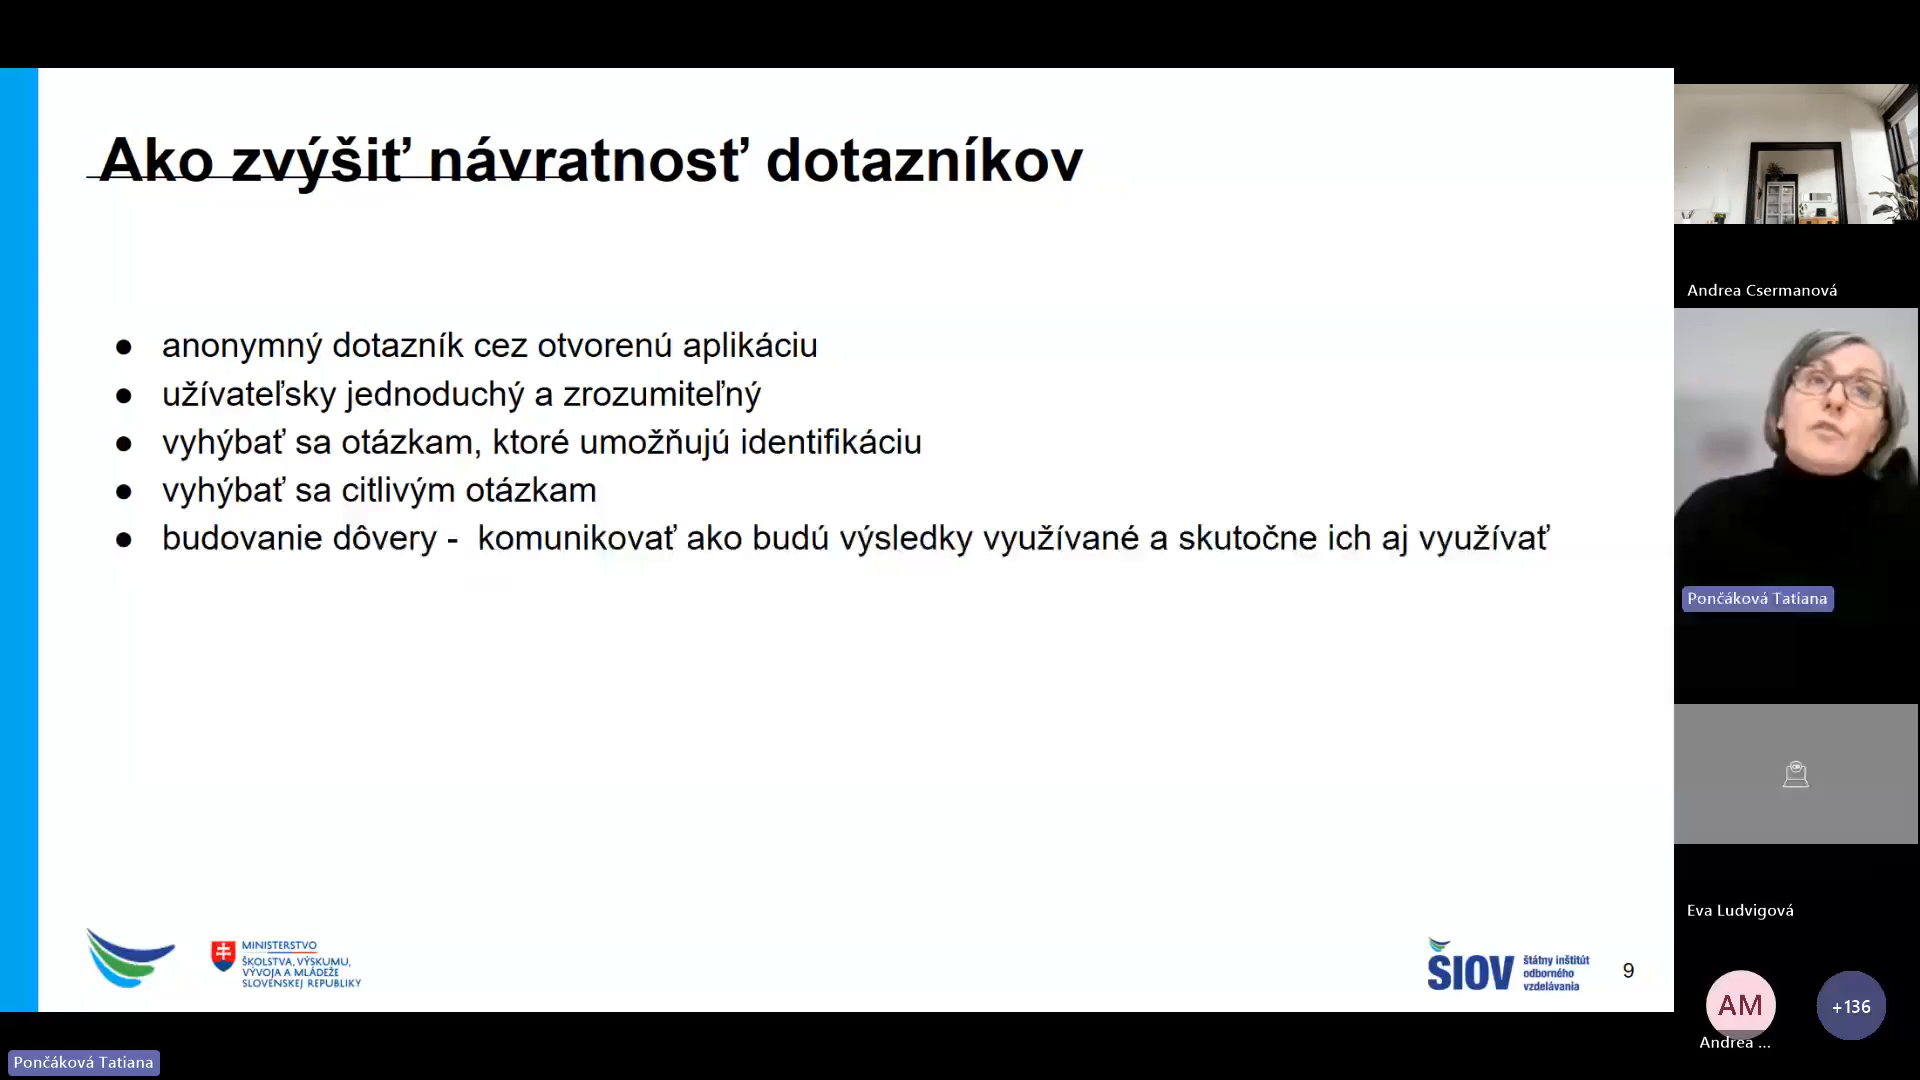 Ako zvýšiť návratnosť dotazníkov
● anonymný dotazník cez otvorenú aplikáciu
● užívateľsky jednoduchý a zrozumiteľný
● vyhýbať sa otázkam, ktoré umožňujú identifikáciu
● vyhýbať sa citlivým otázkam
● budovanie dôvery - komunikovať ako budú výsledky využívané a skutočne ich aj využívať
MINISTERSTVO
ŠKOLSTVA, VÝSKUMU,
VÝVOJA A MLÁDEŽE
SLOVENSKEJ REPUBLIKY
ŠIOV
štátny inštitút
odborného
vzdelávania
9
Andrea Csermanová
Pončáková Tatiana
Eva Ludvigová
AM
+136
Andrea ...
Pončáková Tatiana